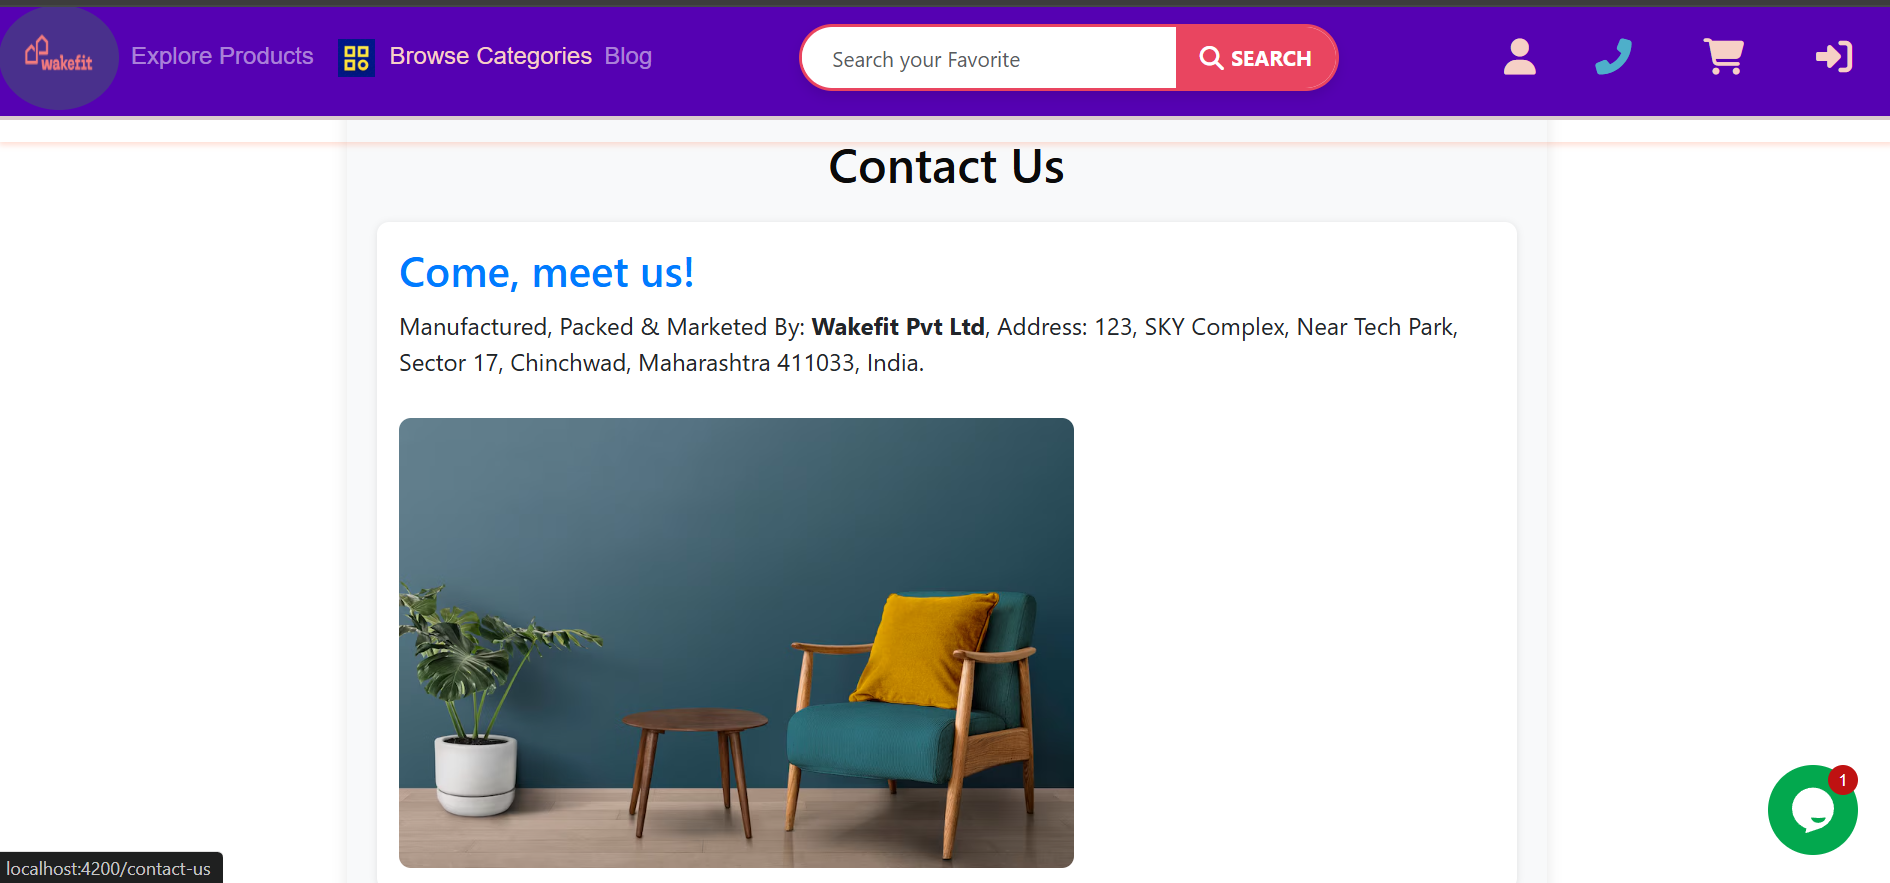 wakefit
Explore Products
Browse Categories
Blog
Search your Favorite
SEARCH
Contact Us
Come, meet us!
Manufactured, Packed & Marketed By: Wakefit Pvt Ltd, Address: 123, SKY Complex, Near Tech Park,
Sector 17, Chinchwad, Maharashtra 411033, India.
1
localhost:4200/contact-us